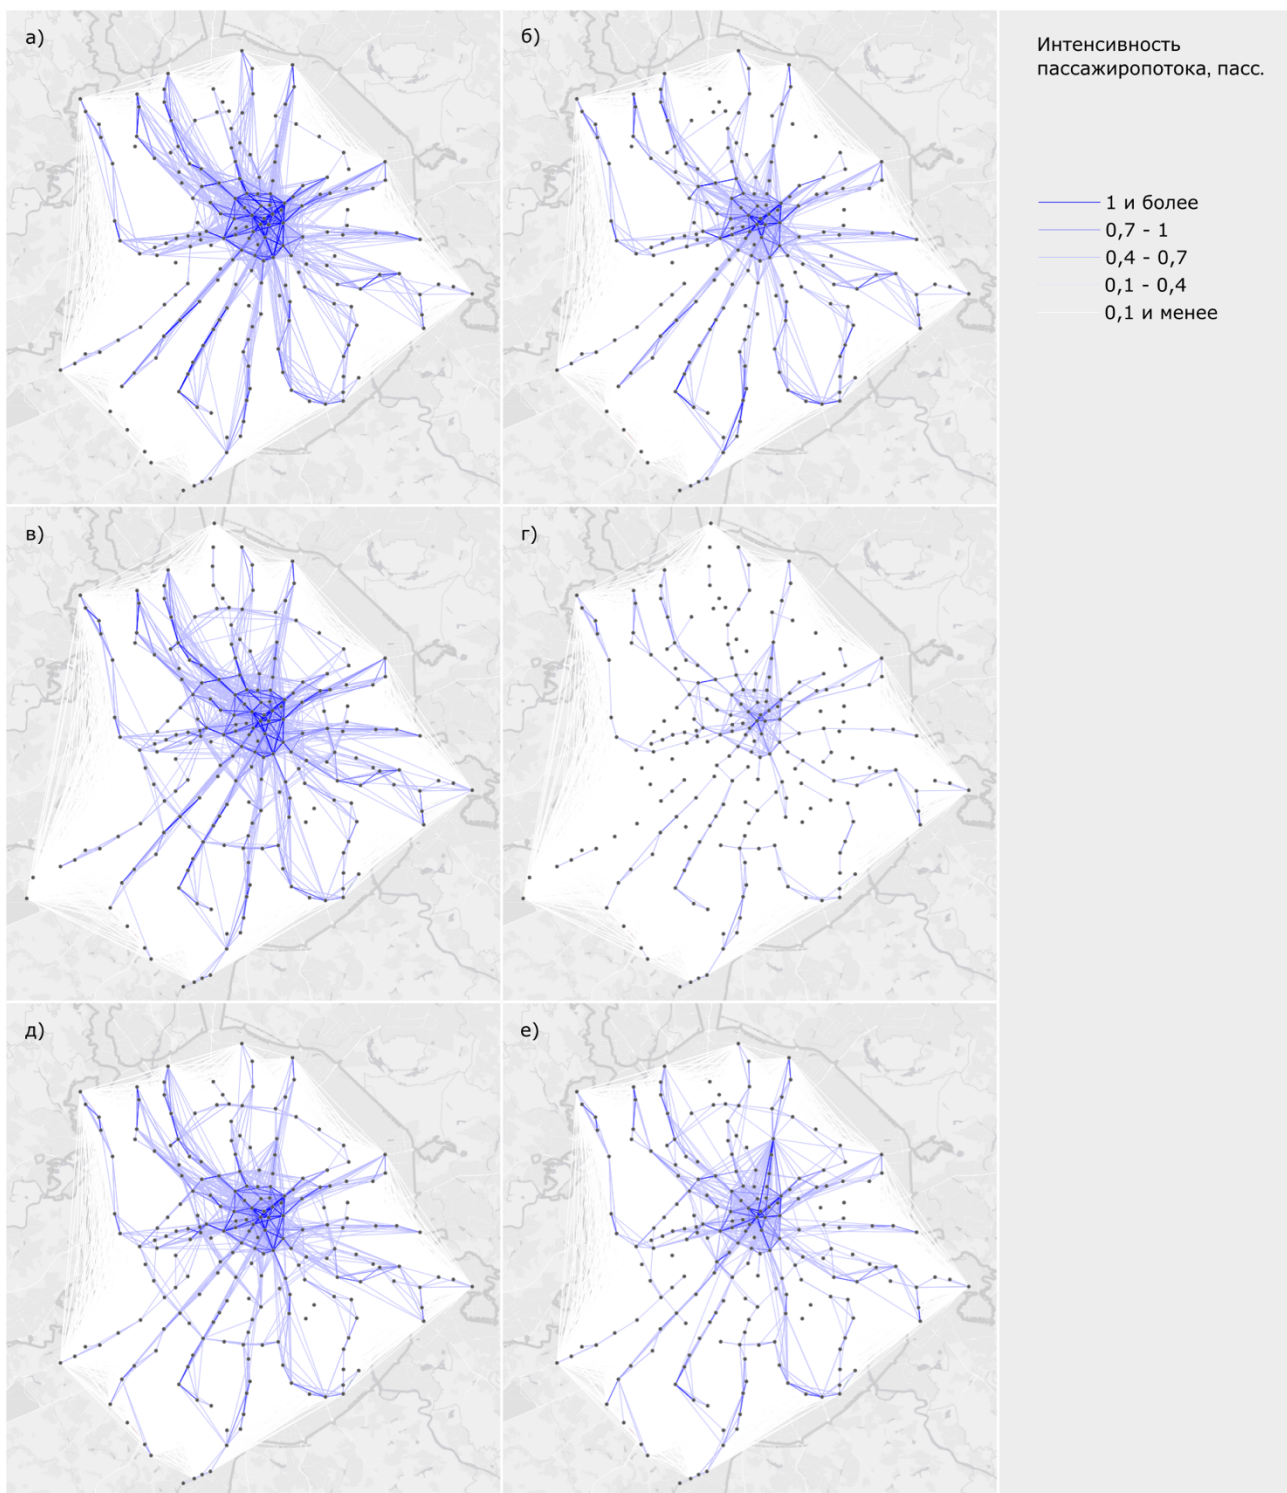 а)
б)
Интенсивность
пассажиропотока, пасс.
1 и более
0,7 - 1
0,4 - 0,7
0,1 - 0,4
0,1 и менее
в)
г)
д)
е)